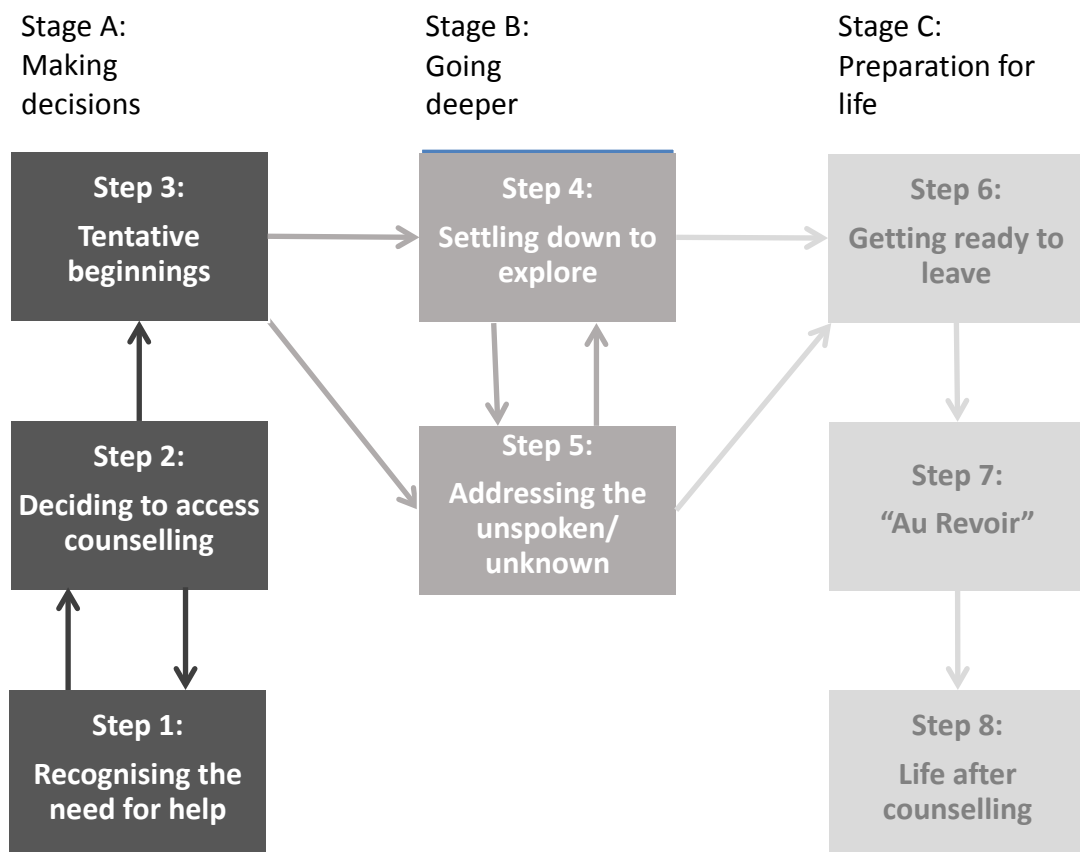 Stage A:
Making
decisions
Stage B:
Going
deeper
Stage C:
Preparation for
life
Step 3:
Tentative
beginnings
Step 4:
Settling down to
explore
Step 6:
Getting ready to
leave
Step 2:
Deciding to access
counselling
Step 5:
Addressing the
unspoken/
unknown
Step 7:
“Au Revoir”
Step 1:
Recognising the
need for help
Step 8:
Life after
counselling